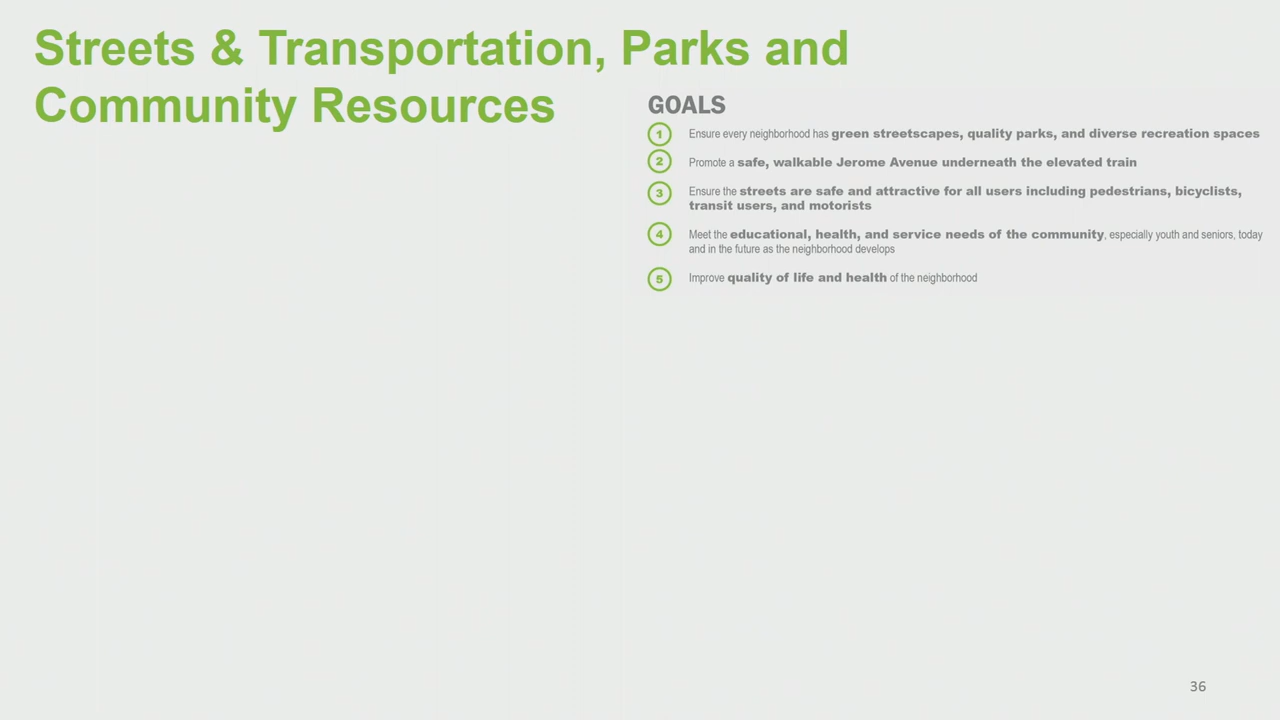 Streets & Transportation, Parks and
Community Resources
GOALS
1 Ensure every neighborhood has green streetscapes, quality parks, and diverse recreation spaces
2 Promote a safe, walkable Jerome Avenue underneath the elevated train
3 Ensure the streets are safe and attractive for all users including pedestrians, bicyclists,
transit users, and motorists
4 Meet the educational, health, and service needs of the community, especially youth and seniors, today
and in the future as the neighborhood develops
5 Improve quality of life and health of the neighborhood
36